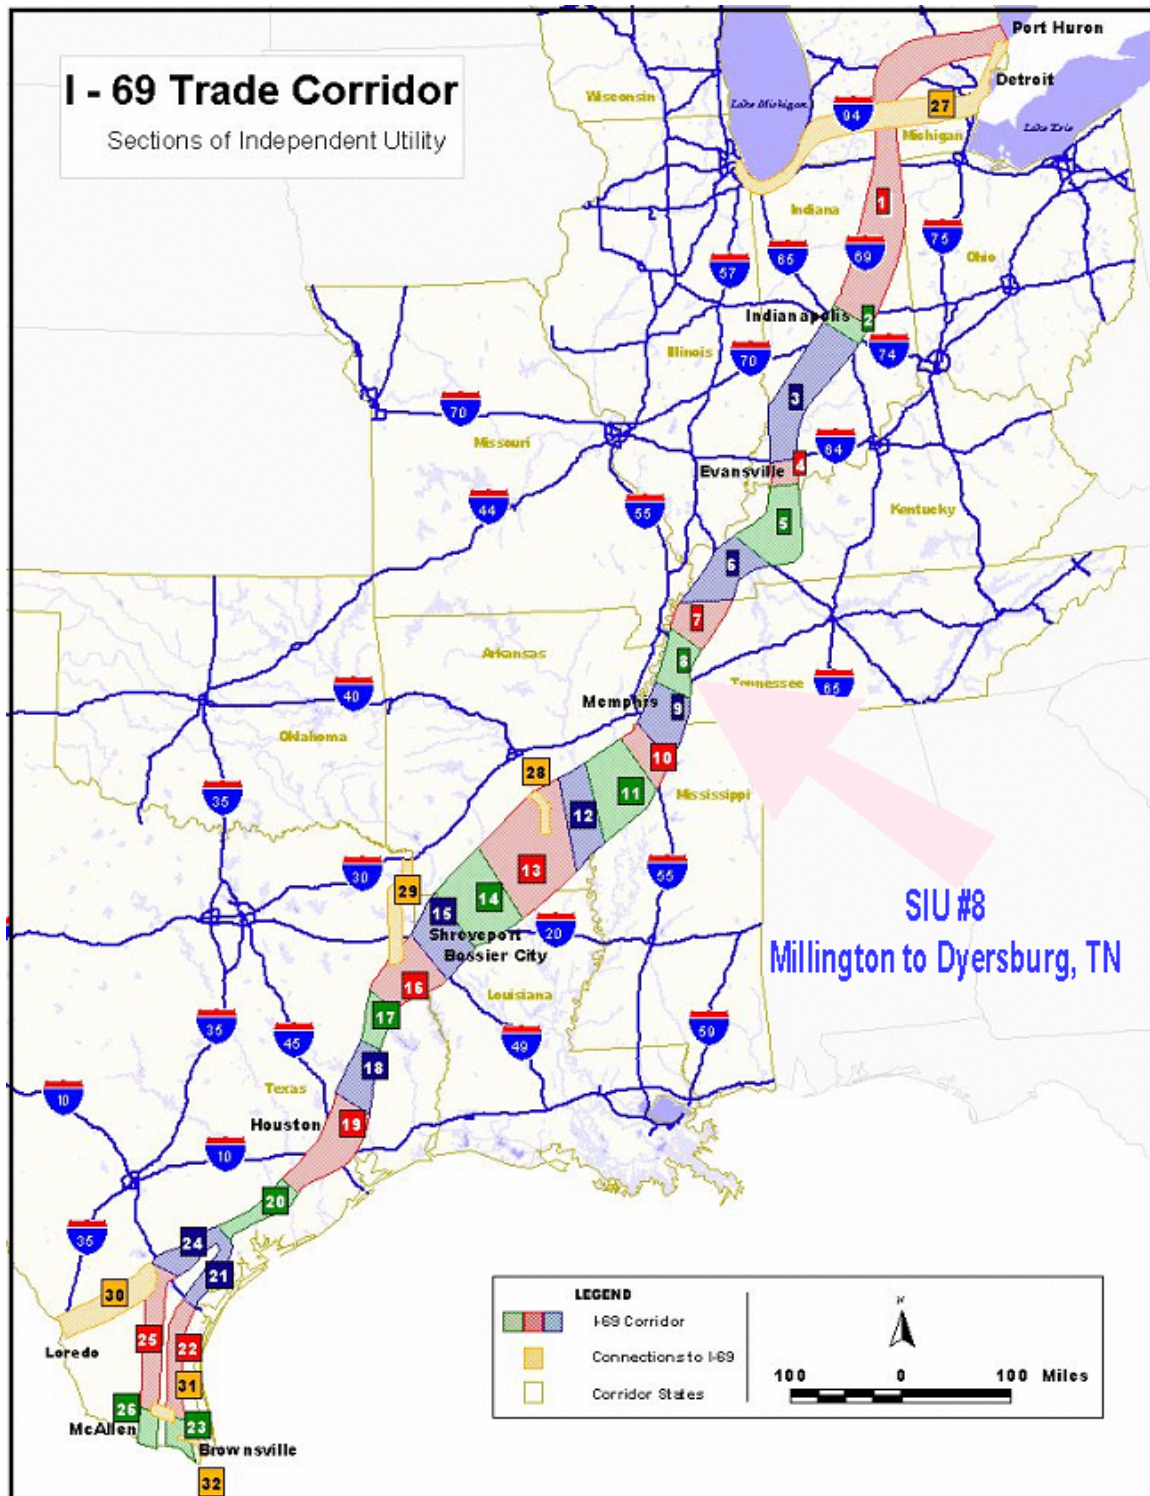 Port Huron
I - 69 Trade Corridor
Sections of Independent Utility
Detroit
Wisconsin
Lake Michigan
94
27
Michigan
Lake Erie
1
Indiana
75
65
69
57
Ohio
Indianapolis
2
Illinois
70
74
3
70
Missouri
64
Evansville
4
44
55
5
Kentucky
6
7
Arkansas
8
40
Tennessee
65
Memphis
9
Oklahoma
10
28
35
11
Mississippi
12
30
13
55
29
14
SIU #8
15
20
Shreveport
Bossier City
Millington to Dyersburg, TN
16
Louisiana
17
35
45
49
59
18
Texas
10
Houston
19
10
20
35
24
21
30
LEGEND
I-69 Corridor
N
25
22
Loredo
Connections to I-69
31
100 0 100 Miles
Corridor States
26
McAllen
23
Brownsville
32